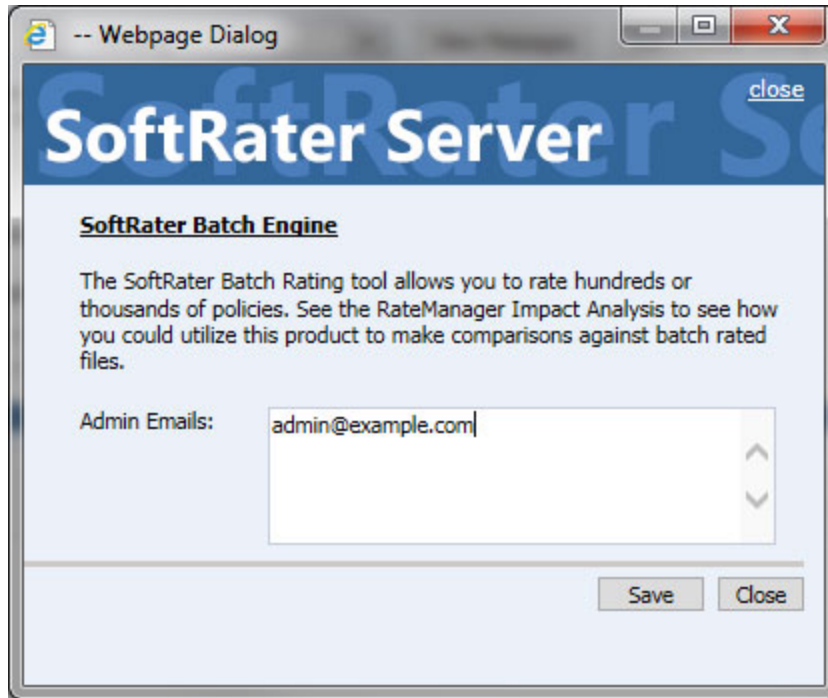 -- Webpage Dialog
close
SoftRater Server
SoftRater Batch Engine
The SoftRater Batch Rating tool allows you to rate hundreds or
thousands of policies. See the RateManager Impact Analysis to see how
you could utilize this product to make comparisons against batch rated
files.
Admin Emails:
admin@example.com
Save
Close